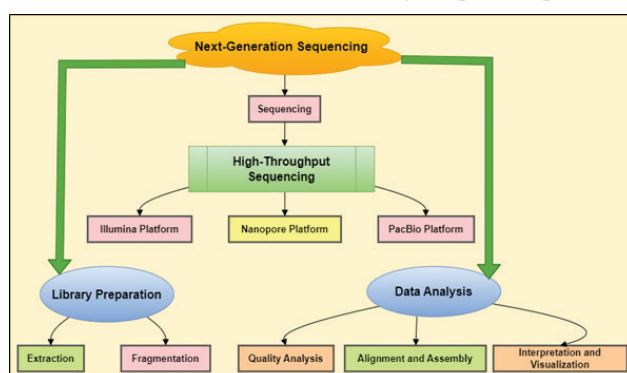 Next-Generation Sequencing
Sequencing
High-Throughput
Sequencing
Illumina Platform
Nanopore Platform
PacBio Platform
Library Preparation
Data Analysis
Extraction
Fragmentation
Quality Analysis
Alignment and Assembly
Interpretation and
Visualization